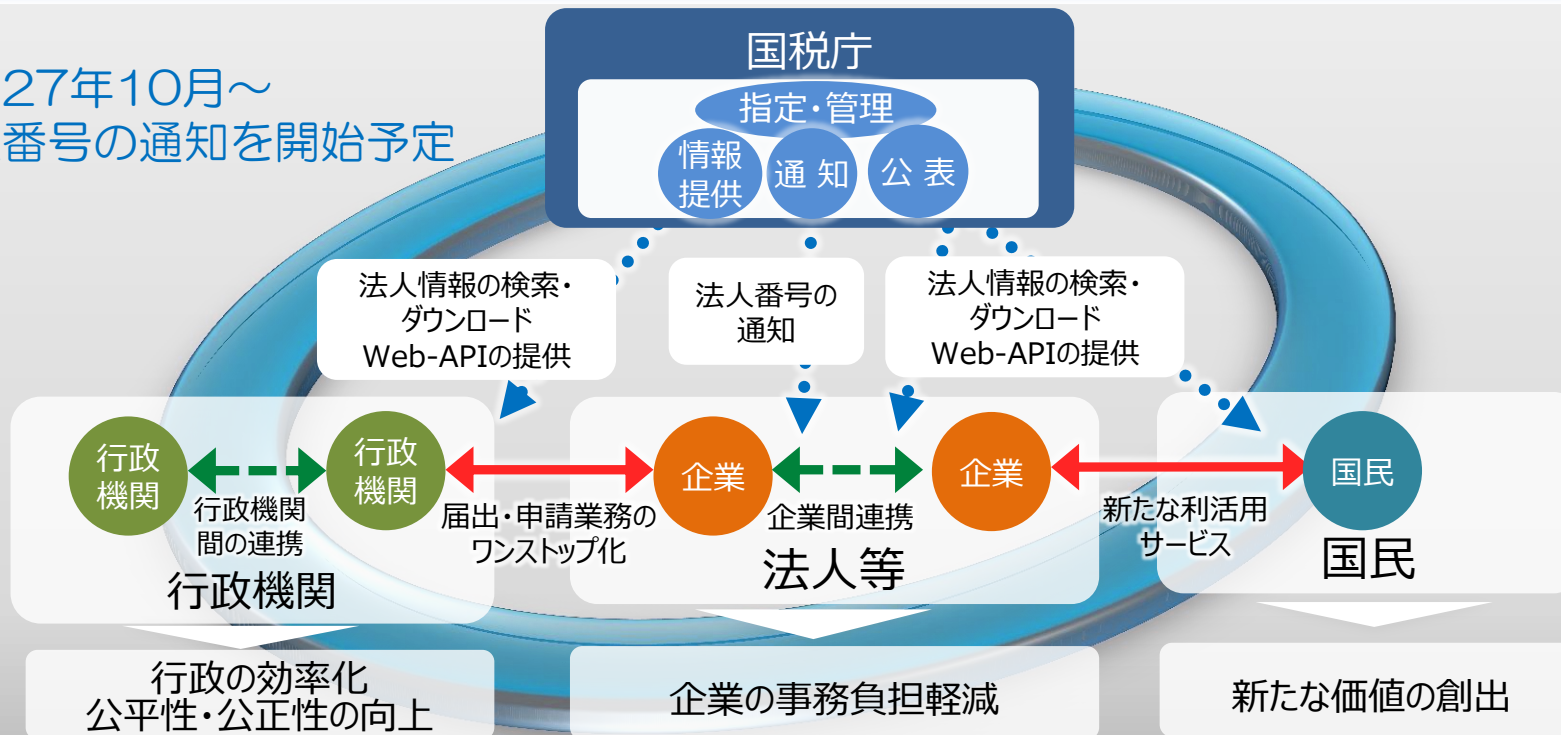 27年10月～
番号の通知を開始予定
国税庁
指定・管理
情報
提供
通 知
公 表
法人情報の検索・
ダウンロード
Web-APIの提供
法人番号の
通知
法人情報の検索・
ダウンロード
Web-APIの提供
行政
機関
行政
機関
企業
企業
国民
行政機関
間の連携
届出・申請業務の
ワンストップ化
企業間連携
新たな利活用
サービス
行政機関
法人等
国民
行政の効率化
公平性・公正性の向上
企業の事務負担軽減
新たな価値の創出